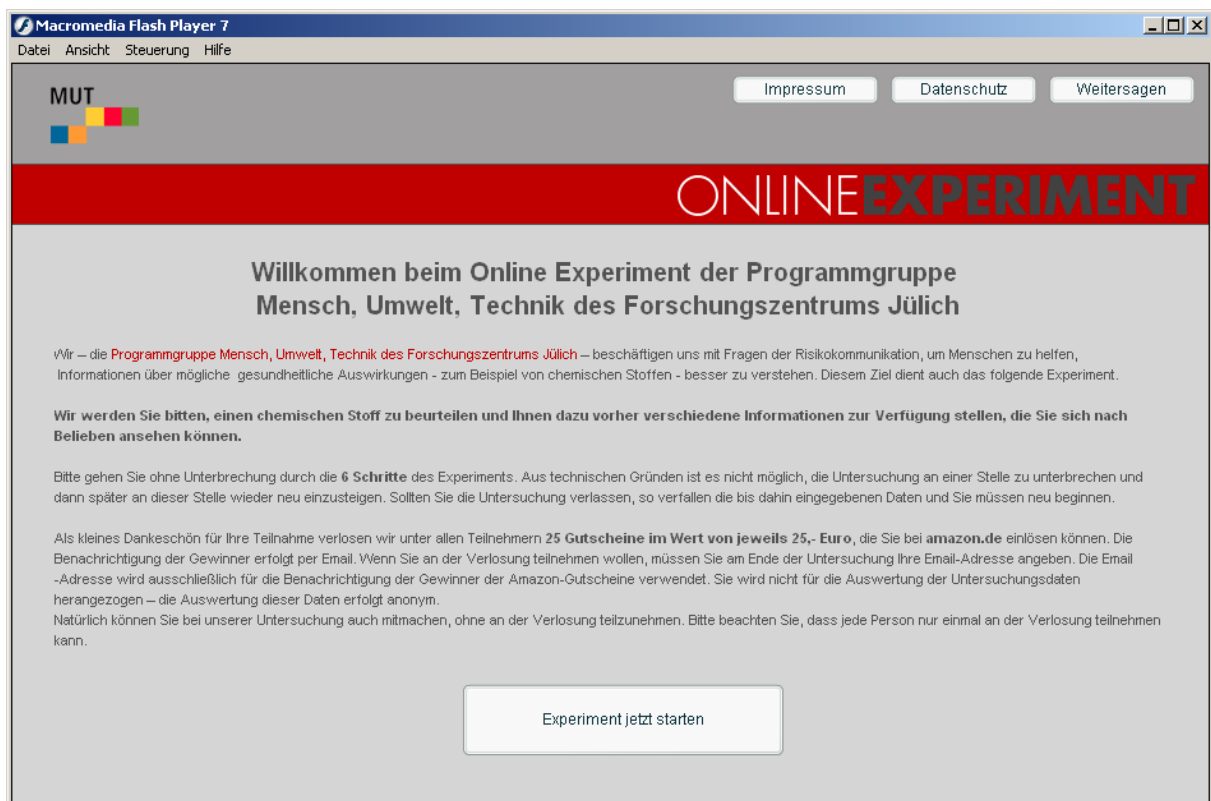 Macromedia Flash Player 7
Datei Ansicht Steuerung Hilfe
MUT
Impressum Datenschutz Weitersagen
ONLINEEXPERIMENT
Willkommen beim Online Experiment der Programmgruppe
Mensch, Umwelt, Technik des Forschungszentrums Jülich
Wir – die Programmgruppe Mensch, Umwelt, Technik des Forschungszentrums Jülich – beschäftigen uns mit Fragen der Risikokommunikation, um Menschen zu helfen,
Informationen über mögliche gesundheitliche Auswirkungen - zum Beispiel von chemischen Stoffen - besser zu verstehen. Diesem Ziel dient auch das folgende Experiment.
Wir werden Sie bitten, einen chemischen Stoff zu beurteilen und Ihnen dazu vorher verschiedene Informationen zur Verfügung stellen, die Sie sich nach
Belieben ansehen können.
Bitte gehen Sie ohne Unterbrechung durch die 6 Schritte des Experiments. Aus technischen Gründen ist es nicht möglich, die Untersuchung an einer Stelle zu unterbrechen und
dann später an dieser Stelle wieder neu einzusteigen. Sollten Sie die Untersuchung verlassen, so verfallen die bis dahin eingegebenen Daten und Sie müssen neu beginnen.
Als kleines Dankeschön für Ihre Teilnahme verlosen wir unter allen Teilnehmern 25 Gutscheine im Wert von jeweils 25,- Euro, die Sie bei amazon.de einlösen können. Die
Benachrichtigung der Gewinner erfolgt per Email. Wenn Sie an der Verlosung teilnehmen wollen, müssen Sie am Ende der Untersuchung Ihre Email-Adresse angeben. Die Email
-Adresse wird ausschließlich für die Benachrichtigung der Gewinner der Amazon-Gutscheine verwendet. Sie wird nicht für die Auswertung der Untersuchungsdaten
herangezogen – die Auswertung dieser Daten erfolgt anonym.
Natürlich können Sie bei unserer Untersuchung auch mitmachen, ohne an der Verlosung teilzunehmen. Bitte beachten Sie, dass jede Person nur einmal an der Verlosung teilnehmen
kann.
Experiment jetzt starten